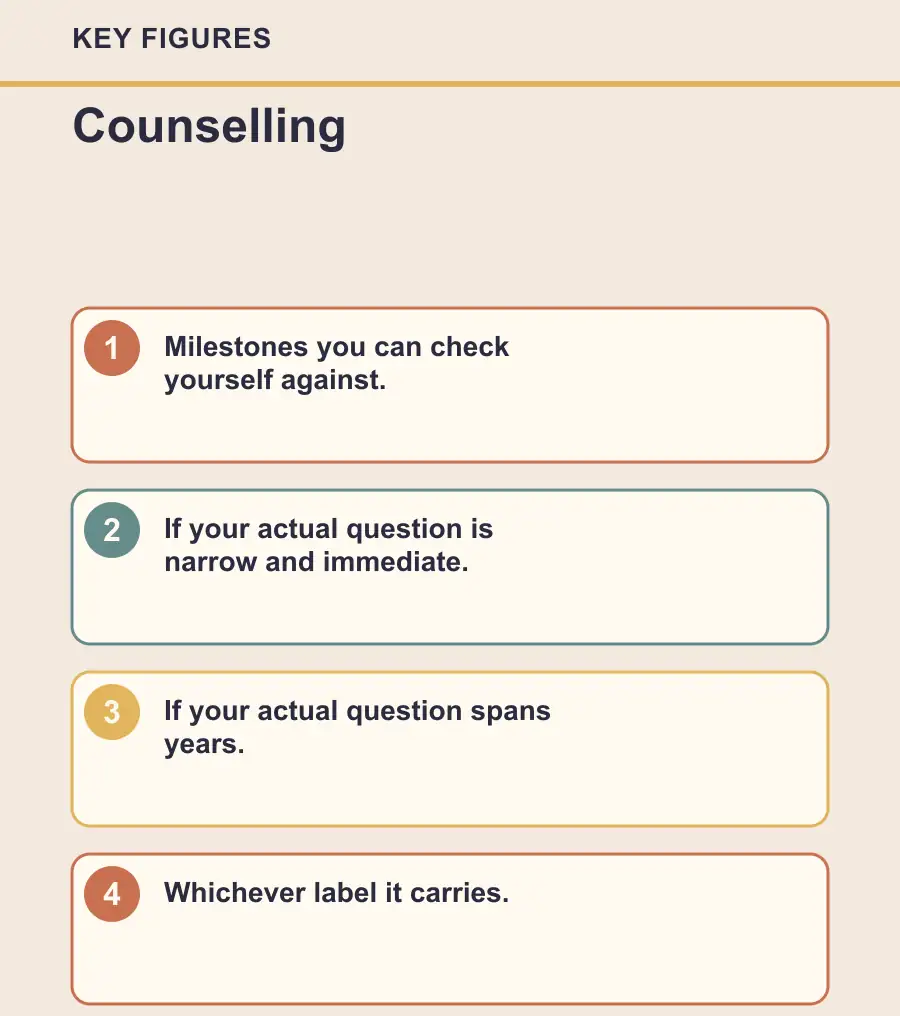 KEY FIGURES
Counselling
1
Milestones you can check
yourself against.
2
If your actual question is
narrow and immediate.
3
If your actual question spans
years.
4
Whichever label it carries.